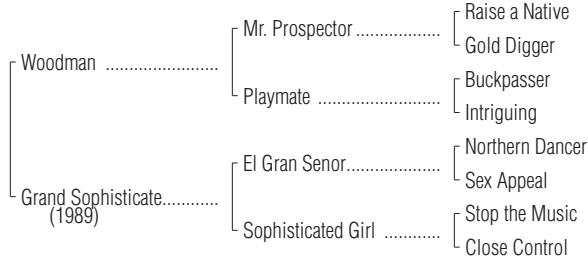 Raise a Native
Mr. Prospector ..................
Gold Digger
Woodman ........................
Buckpasser
Playmate ..........................
Intriguing
Northern Dancer
El Gran Senor....................
Sex Appeal
Grand Sophisticate............
(1989)
Stop the Music
Sophisticated Girl ............
Close Control